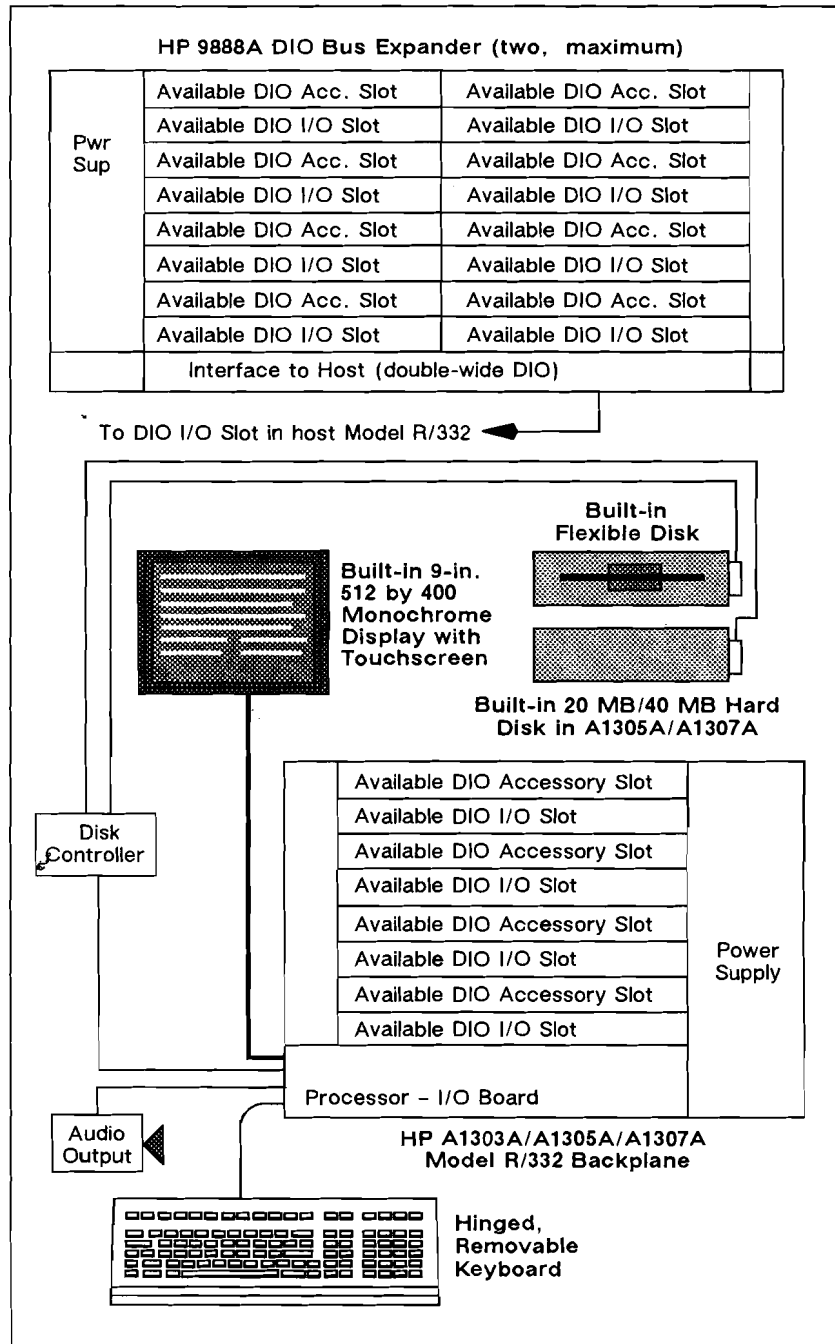 HP 9888A DIO Bus Expander (two, maximum)
Pwr
Sup
Available DIO Acc. Slot Available DIO Acc. Slot
Available DIO I/O Slot Available DIO I/O Slot
Available DIO Acc. Slot Available DIO Acc. Slot
Available DIO I/O Slot Available DIO I/O Slot
Available DIO Acc. Slot Available DIO Acc. Slot
Available DIO I/O Slot Available DIO I/O Slot
Available DIO Acc. Slot Available DIO Acc. Slot
Available DIO I/O Slot Available DIO I/O Slot
Interface to Host (double-wide DIO)
To DIO I/O Slot in host Model R/332
Built-in
Flexible Disk
Built-in 9-in.
512 by 400
Monochrome
Display with
Touchscreen
Built-in 20 MB/40 MB Hard
Disk in A1305A/A1307A
Disk
Controller
Available DIO Accessory Slot
Available DIO I/O Slot
Available DIO Accessory Slot
Available DIO I/O Slot
Available DIO Accessory Slot
Available DIO I/O Slot
Available DIO Accessory Slot
Available DIO I/O Slot
Power
Supply
Processor - I/O Board
Audio
Output
HP A1303A/A1305A/A1307A
Model R/332 Backplane
Hinged,
Removable
Keyboard